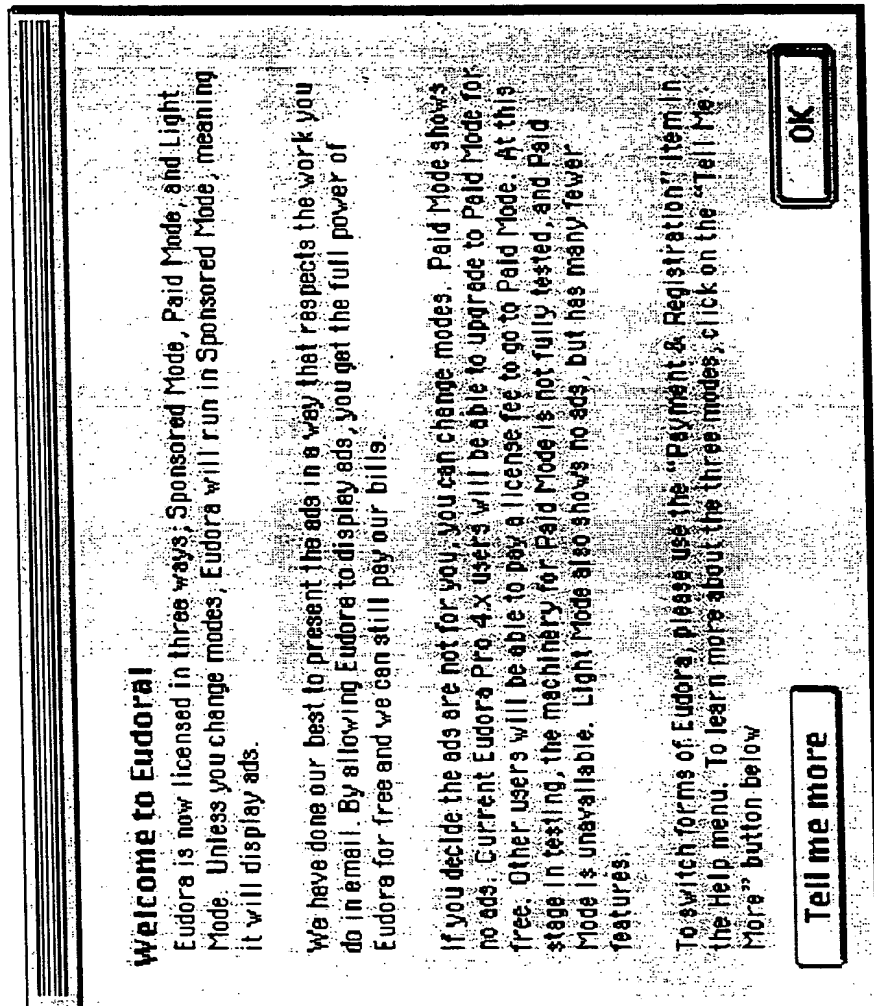 Welcome to Eudora!
Eudora is now licensed in three ways; Sponsored Mode, Paid Mode, and Light
Mode. Unless you change modes, Eudora will run in Sponsored Mode, meaning
it will display ads.
We have done our best to present the ads in a way that respects the work you
do in email. By allowing Eudora to display ads, you get the full power of
Eudora for free and we can still pay our bills.
If you decide the ads are not for you, you can change modes. Paid Mode shows
no ads. Current Eudora Pro 4.x users will be able to upgrade to Paid Mode for
free. Other users will be able to pay a license fee to go to Paid Mode. At this
stage in testing, the machinery for Paid Mode is not fully tested, and Paid
Mode is unavailable. Light Mode also shows no ads, but has many fewer
features.
To switch forms of Eudora, please use the "Payment & Registration" item in
the Help menu. To learn more about the three modes, click on the "Tell Me
More" button below
Tell me more
OK